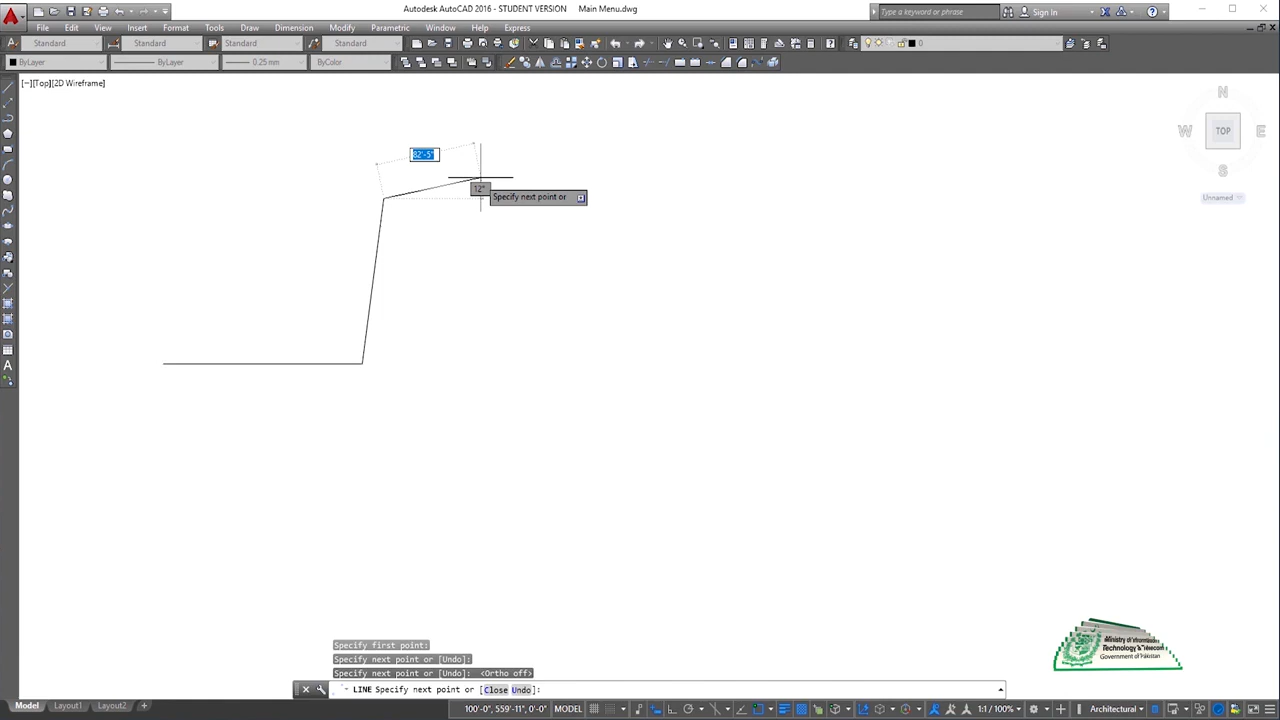 Autodesk AutoCAD 2016 - STUDENT VERSION Main Menu.dwg
Type a keyword or phrase
Sign In
File Edit View Insert Format Tools Draw Dimension Modify Parametric Window Help Express
Standard Standard Standard Standard 0
ByLayer ByLayer 0.25 mm ByColor
[−][Top][2D Wireframe]
N
W TOP E
S
Unnamed
82'-5"
12°
Specify next point or
A
Specify first point:
Specify next point or [Undo]:
Specify next point or [Undo]: <Ortho off>
LINE Specify next point or [Close Undo]:
Ministry of Information
Technology & Telecom
Government of Pakistan
Model Layout1 Layout2 +
100'-0", 559'-11", 0'-0" MODEL 1:1 / 100% Architectural